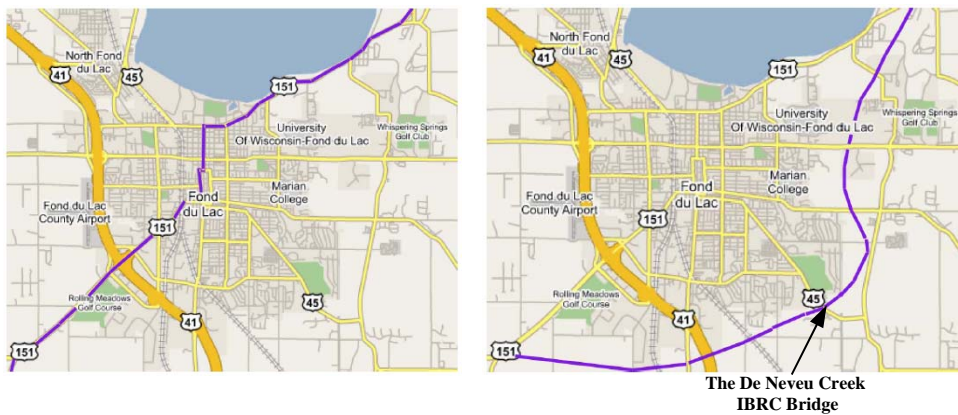 North Fond
du Lac
41
45
151
University
Of Wisconsin-Fond du Lac
Whispering Springs
Golf Club
Marian
College
Fond
du Lac
Fond du Lac
County Airport
151
Rolling Meadows
Golf Course
45
41
151
North Fond
du Lac
41
45
151
University
Of Wisconsin-Fond du Lac
Whispering Springs
Golf Club
Marian
College
Fond
du Lac
Fond du Lac
County Airport
151
Rolling Meadows
Golf Course
45
41
151
The De Neveu Creek
IBRC Bridge